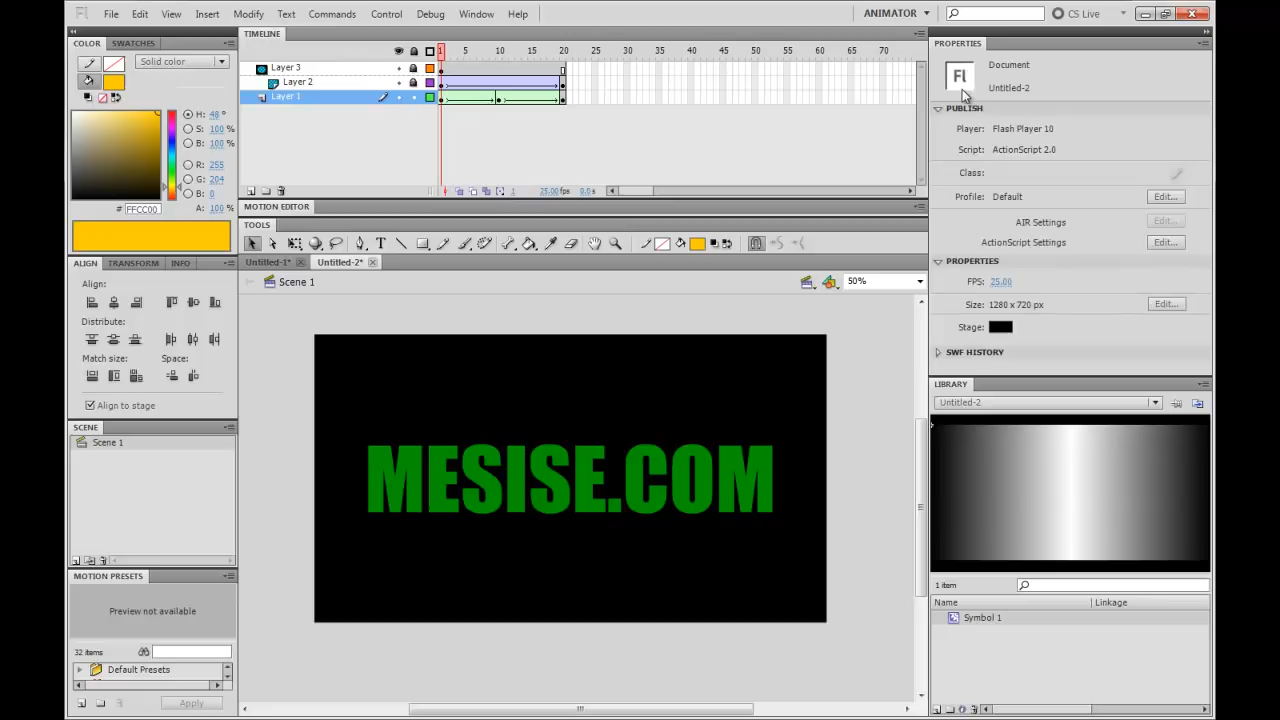 Fl File Edit View Insert Modify Text Commands Control Debug Window Help ANIMATOR CS Live
COLOR SWATCHES
Solid color
H: 48 °
S: 100 %
B: 100 %
R: 255
G: 204
B: 0
# FFCC00 A: 100 %
ALIGN TRANSFORM INFO
Align:
Distribute:
Match size: Space:
Align to stage
SCENE
Scene 1
MOTION PRESETS
Preview not available
32 items
Default Presets
Apply
TIMELINE
1 5 10 15 20 25 30 35 40 45 50 55 60 65 70
Layer 3
Layer 2
Layer 1
1 25.00fps 0.0s
MOTION EDITOR
TOOLS
Untitled-1* Untitled-2*
Scene 1 50%
MESISE.COM
PROPERTIES
Fl Document
Untitled-2
PUBLISH
Player: Flash Player 10
Script: ActionScript 2.0
Class:
Profile: Default Edit...
AIR Settings Edit...
ActionScript Settings Edit...
PROPERTIES
FPS: 25.00
Size: 1280 x 720 px Edit...
Stage:
SWF HISTORY
LIBRARY
Untitled-2
1 item
Name Linkage
Symbol 1